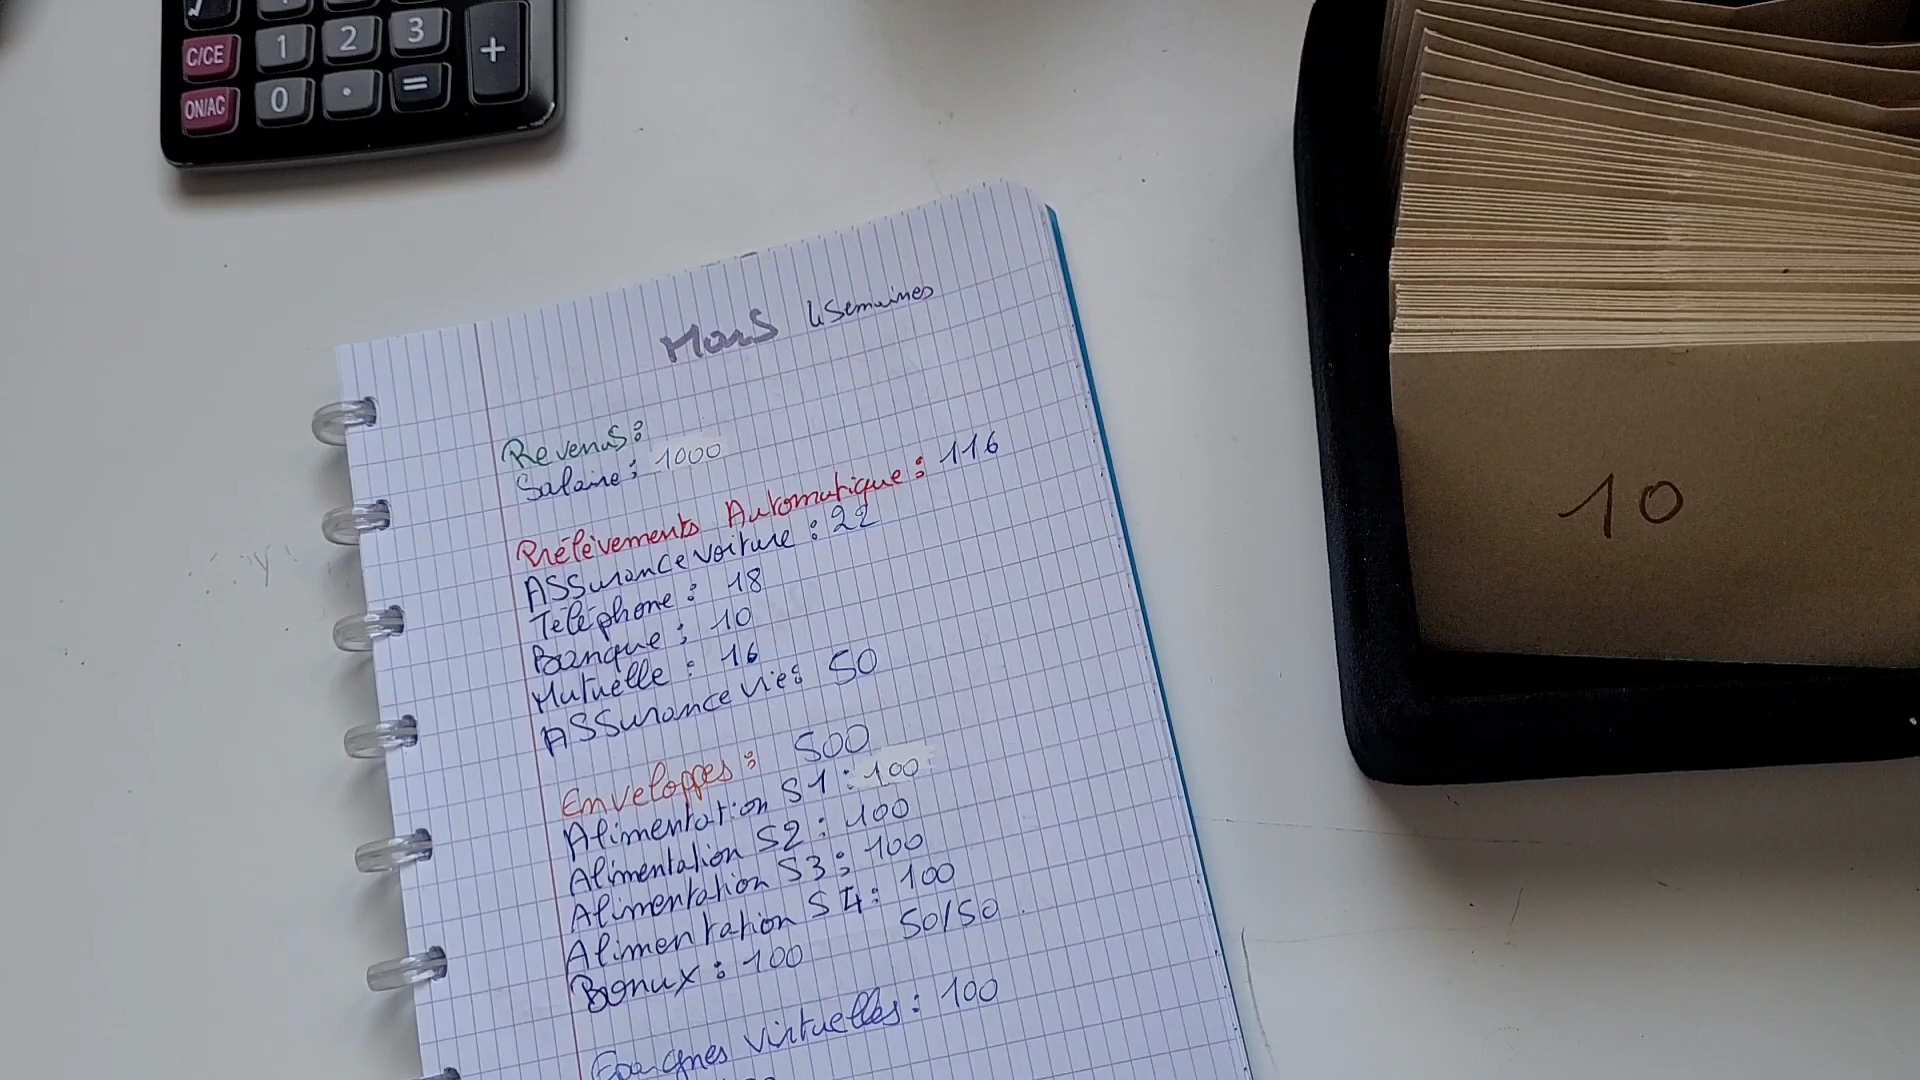 √
C/CE 1 2 3 +
ON/AC 0 . =
Mars 4 Semaines
Revenus:
Salaire: 1000
Prélèvements Automatique: 116
Assurance voiture: 22
Téléphone: 18
Banque: 10
Mutuelle: 16
Assurance vie: 50
Enveloppes: 500
Alimentation S1: 100
Alimentation S2: 100
Alimentation S3: 100
Alimentation S4: 100
Bonux: 100 50/50
Epargnes virtuelles: 100
10